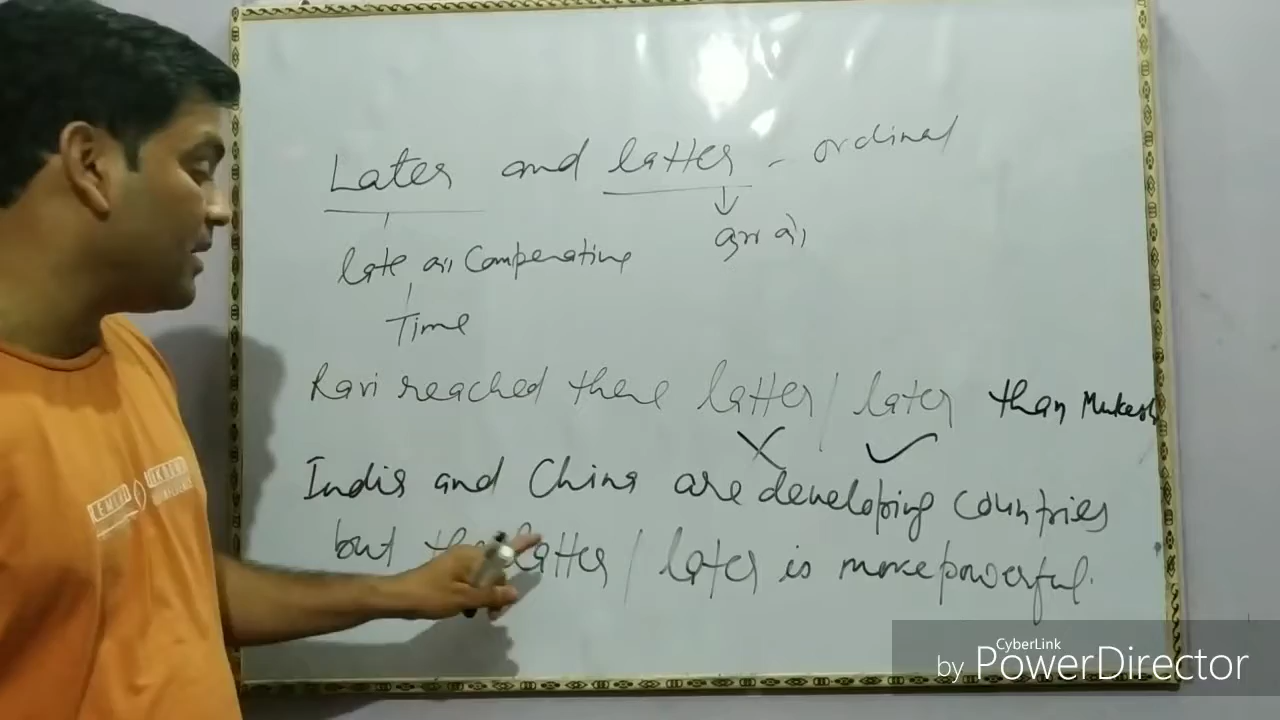 Later and latter - ordinal
late का Comperative
Time
Ravi reached there latter / later than Mukesh
India and China are developing Countries
but the latter / later is more powerful.
CyberLink
by PowerDirector